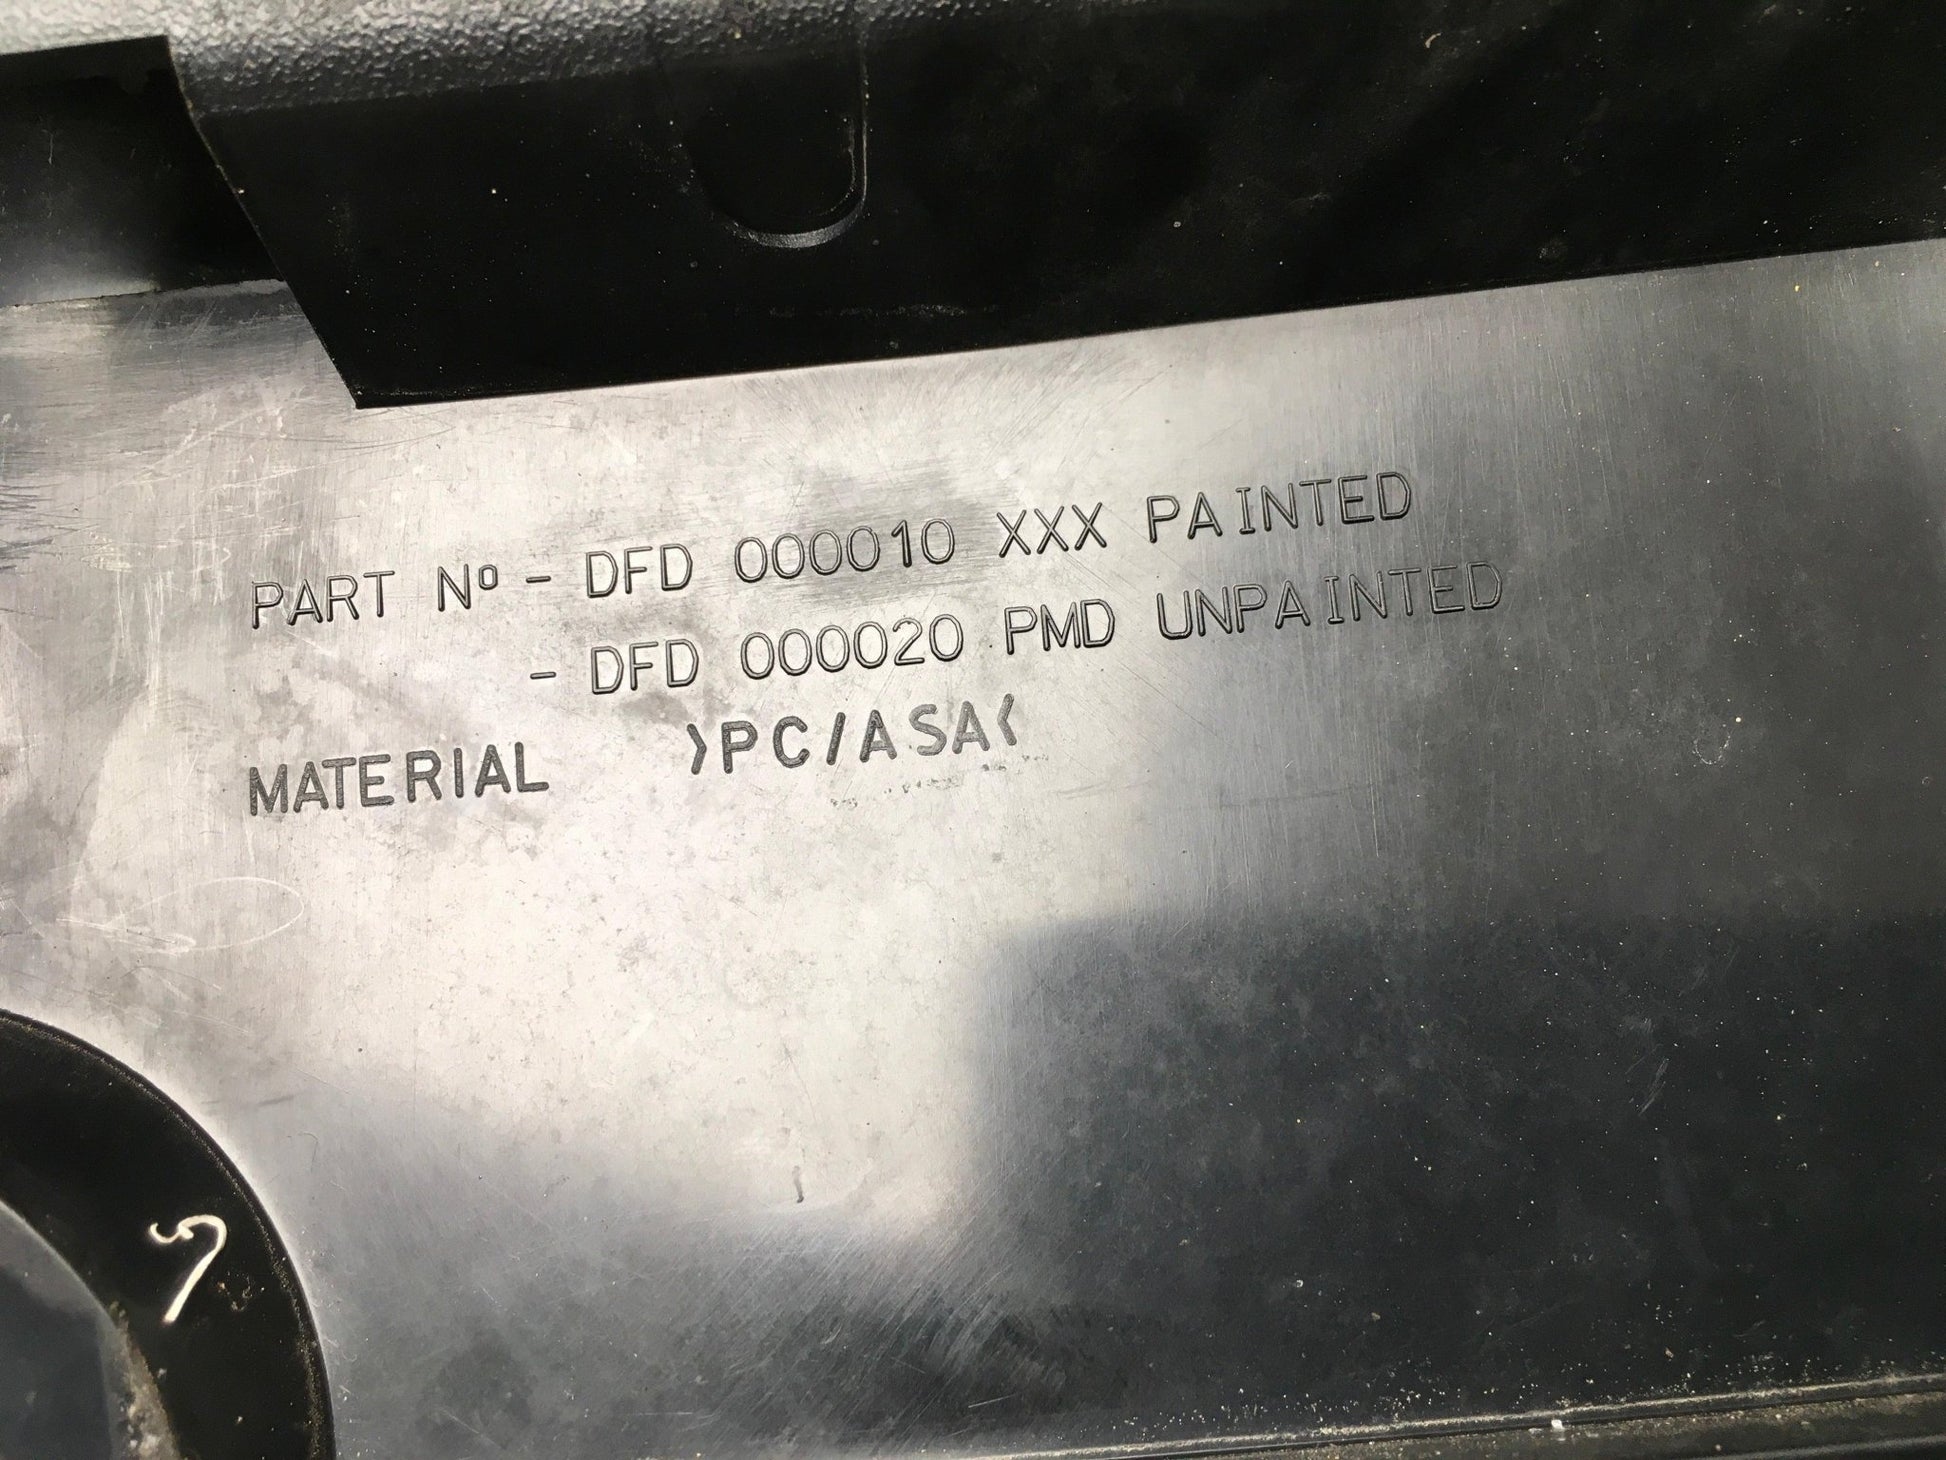 PART Nº - DFD 000010 XXX PAINTED
- DFD 000020 PMD UNPAINTED
MATERIAL >PC/ASA<